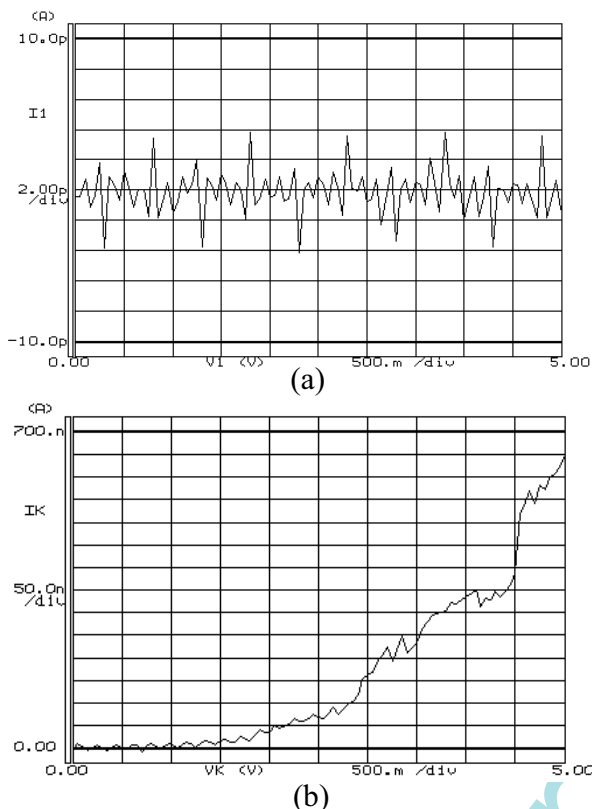 (A)
10.0p
I1
2.00p
/div
-10.0p
0.00 V1 (V) 500.m /div 5.00
(a)
(A)
700.n
IK
50.0n
/div
0.00
0.00 VK (V) 500.m /div 5.00
(b)